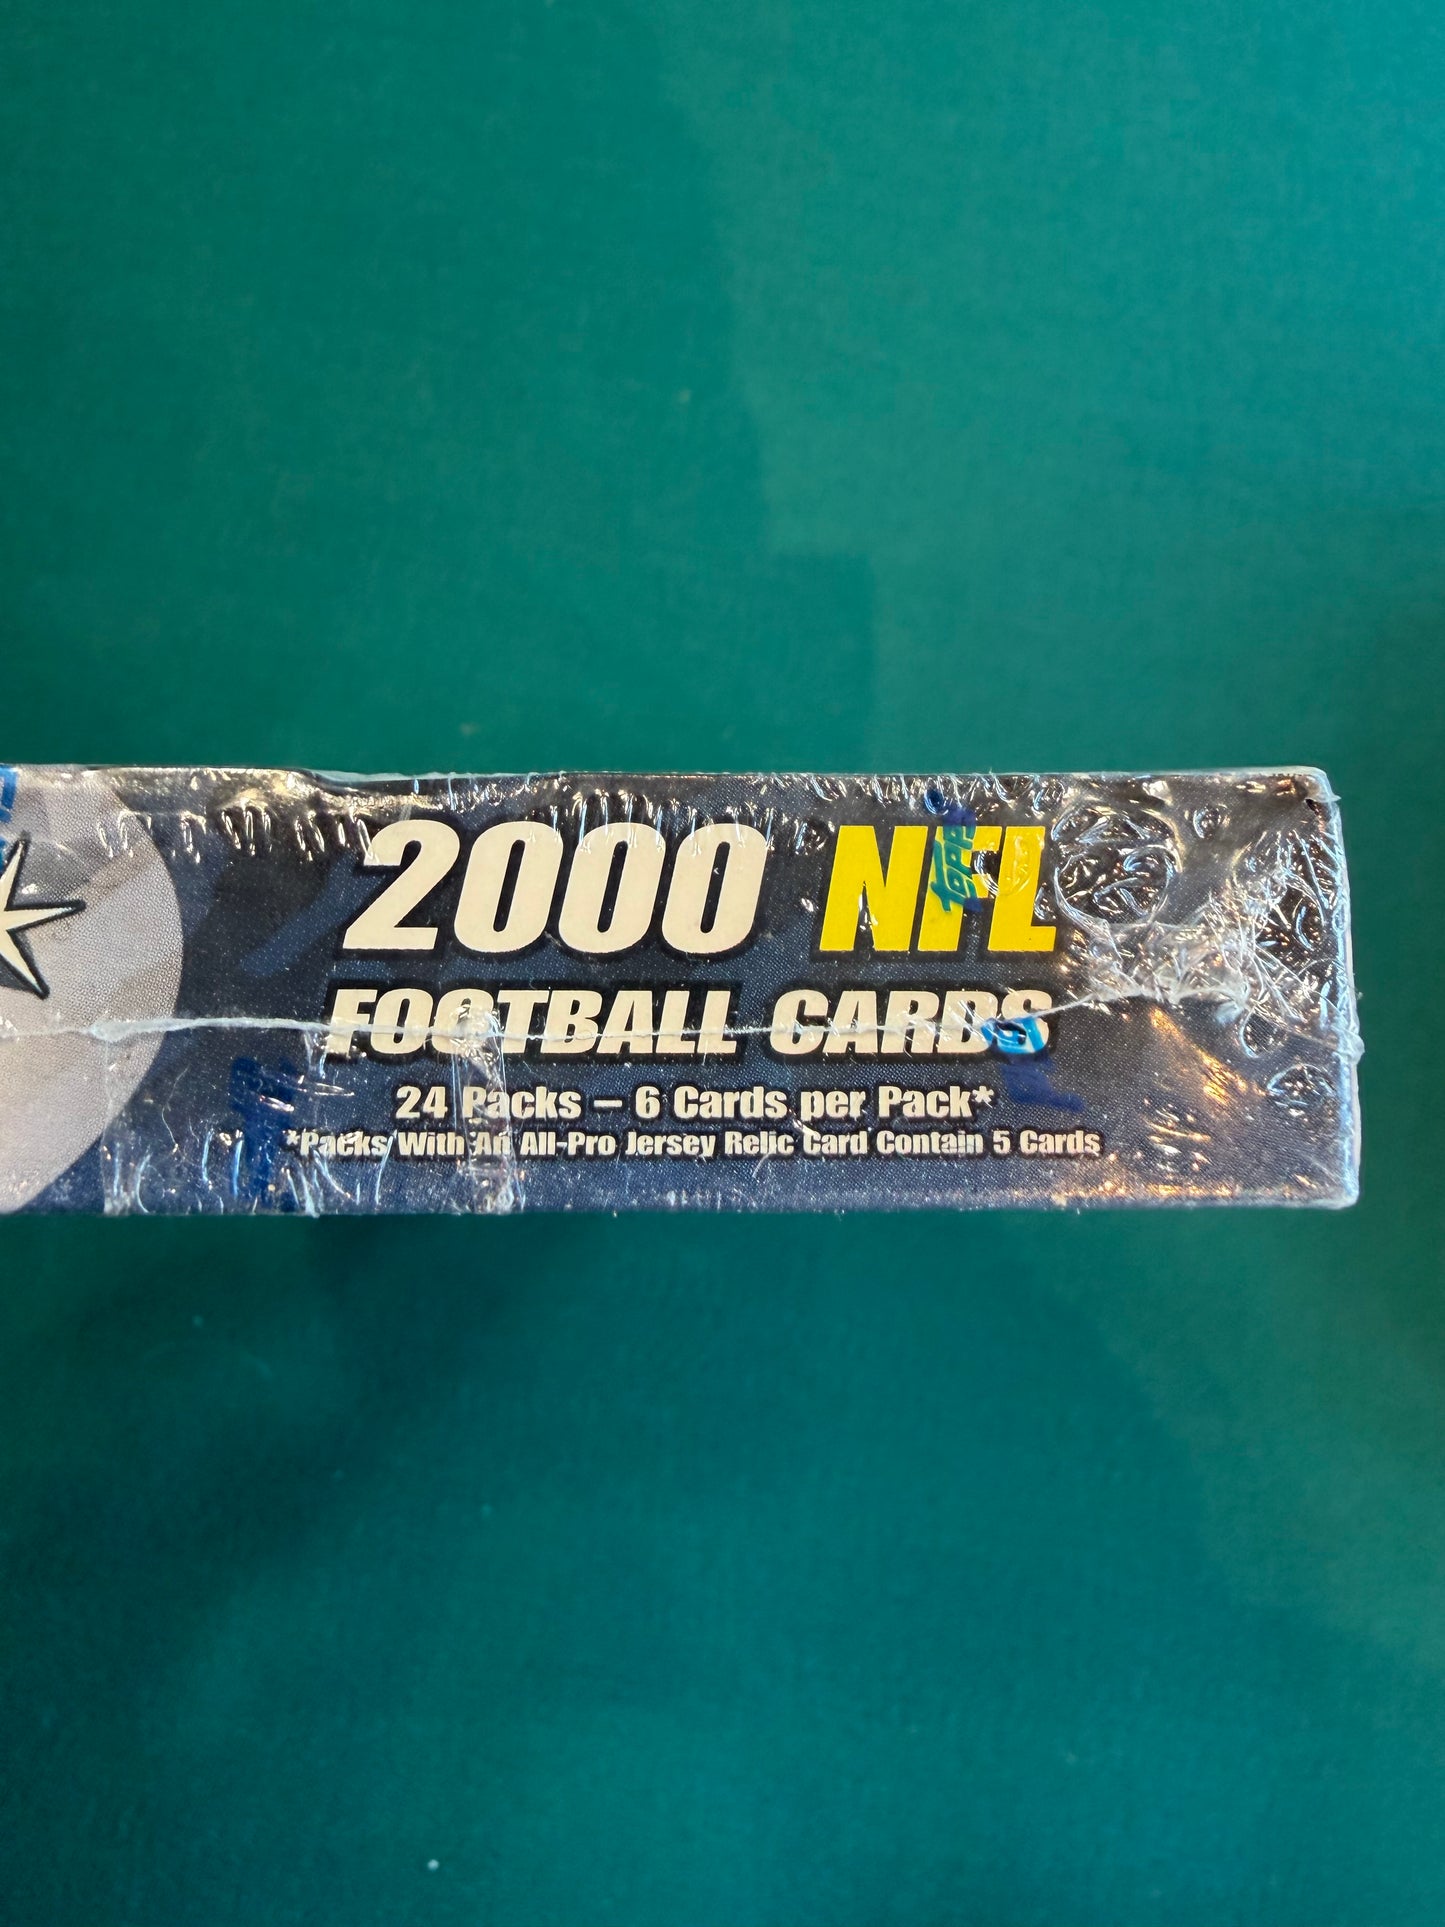 2000 NFL
FOOTBALL CARDS
24 Packs – 6 Cards per Pack*
*Packs With An All-Pro Jersey Relic Card Contain 5 Cards
topps